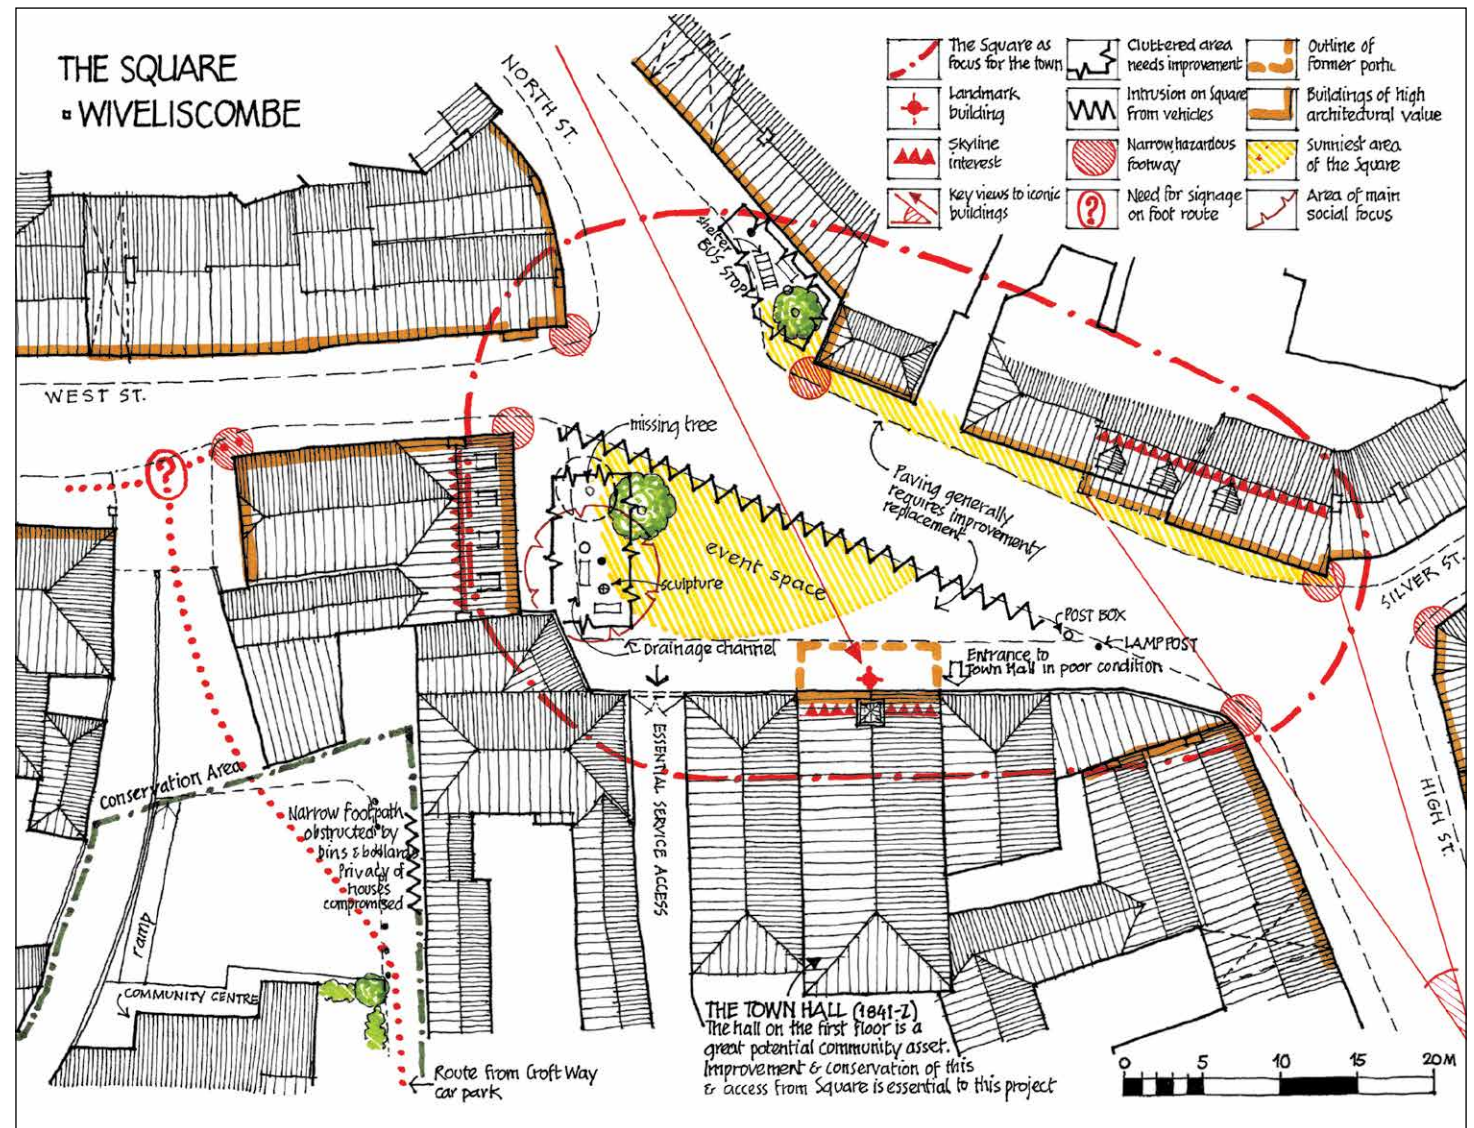 THE SQUARE
WIVELISCOMBE
The Square as
focus for the town
Landmark
building
Skyline
interest
Key views to iconic
buildings
Cluttered area
needs improvement
Intrusion on Square
from vehicles
Narrow, hazardous
footway
Need for signage
on foot route
Outline of
former portic
Buildings of high
architectural value
Sunniest area
of the Square
Area of main
social focus
NORTH ST.
shelter
BUS STOP
WEST ST.
missing tree
Paving generally
requires improvement/
replacement
event space
sculpture
POST BOX
LAMP POST
SILVER ST.
Drainage channel
Entrance to
Town Hall in poor condition
?
?
ESSENTIAL SERVICE ACCESS
HIGH ST.
Conservation Area
Narrow footpath
obstructed by
bins & bollards
Privacy of
houses
compromised
ramp
COMMUNITY CENTRE
THE TOWN HALL (1841-2)
The hall on the first floor is a
great potential community asset.
Improvement & conservation of this
& access from Square is essential to this project
Route from Croft Way
car park
0 5 10 15 20M